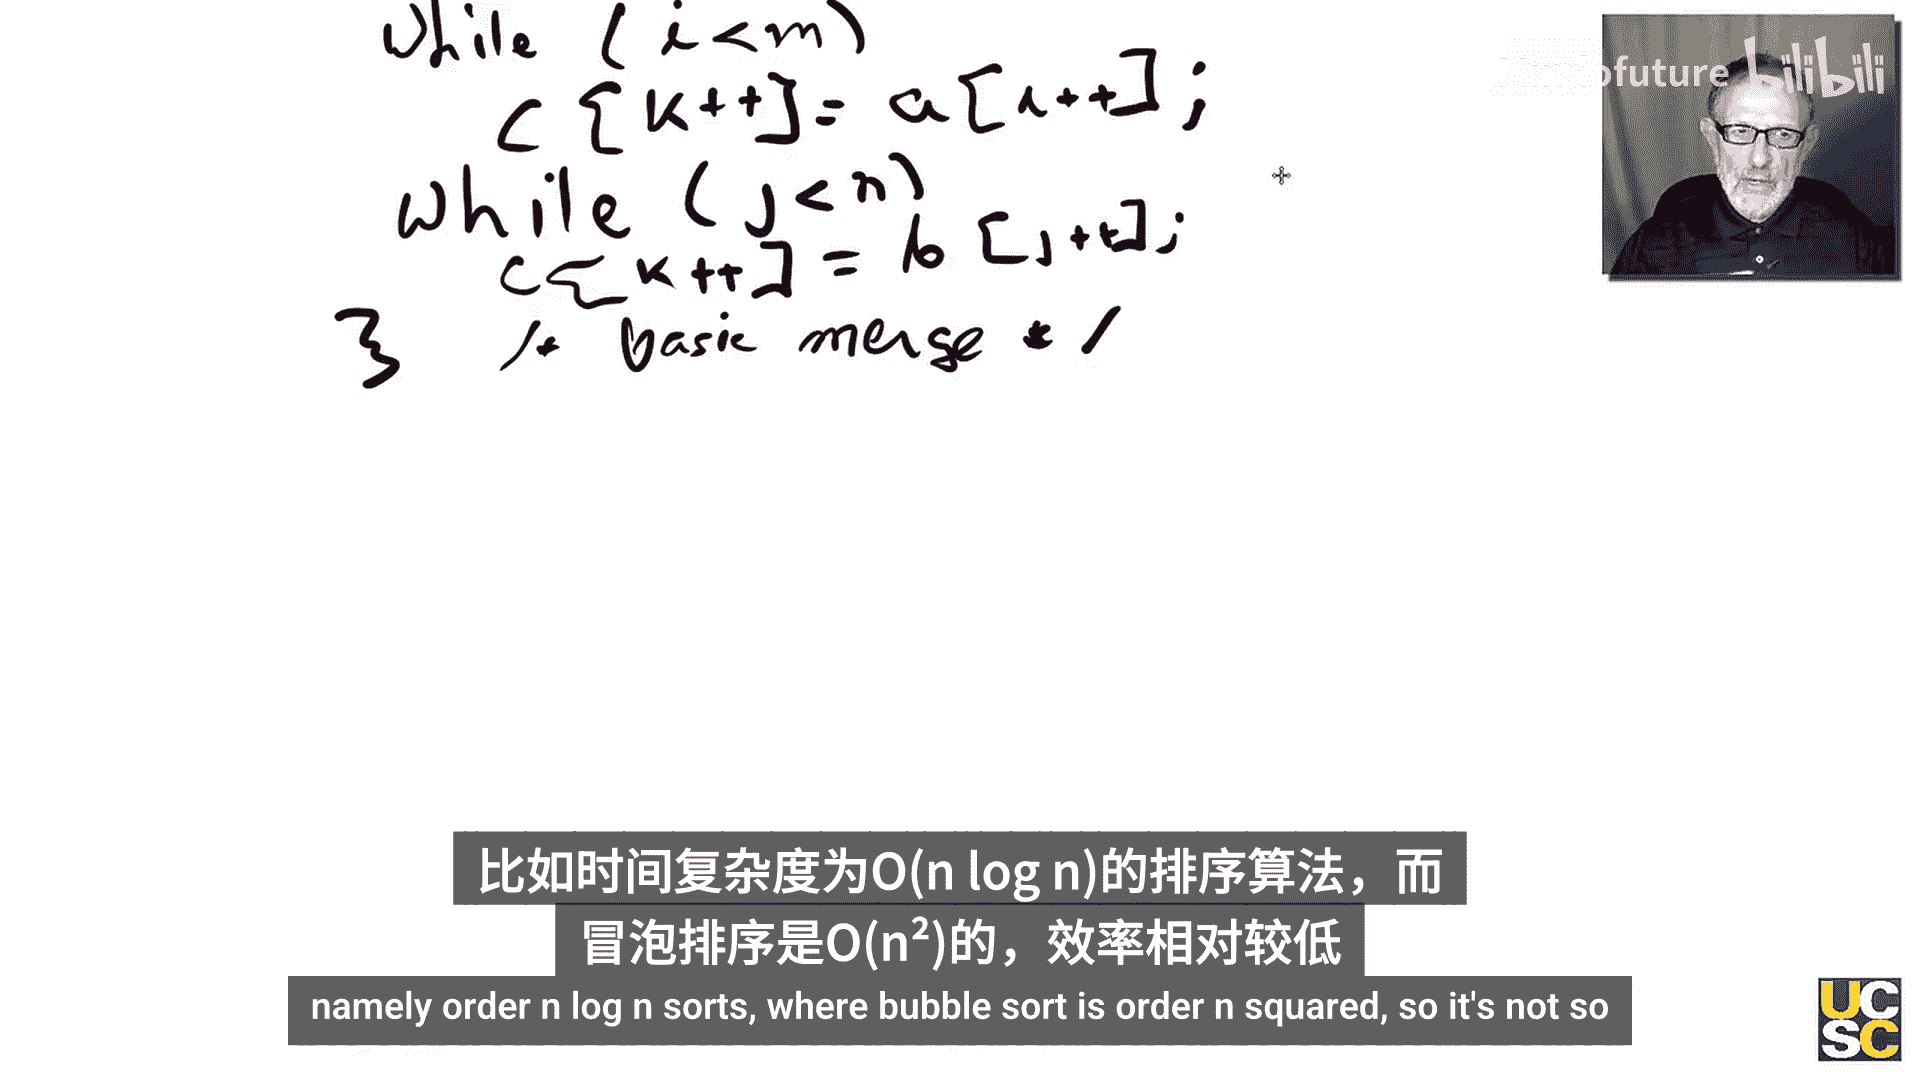 while (i<m)
c[k++]= a[i++];
while (j<n)
c[k++] = b[j++];
} /* basic merge */
ofuture bilibili
比如时间复杂度为O(n log n)的排序算法，而
冒泡排序是O(n²)的，效率相对较低
namely order n log n sorts, where bubble sort is order n squared, so it's not so
UC
SC